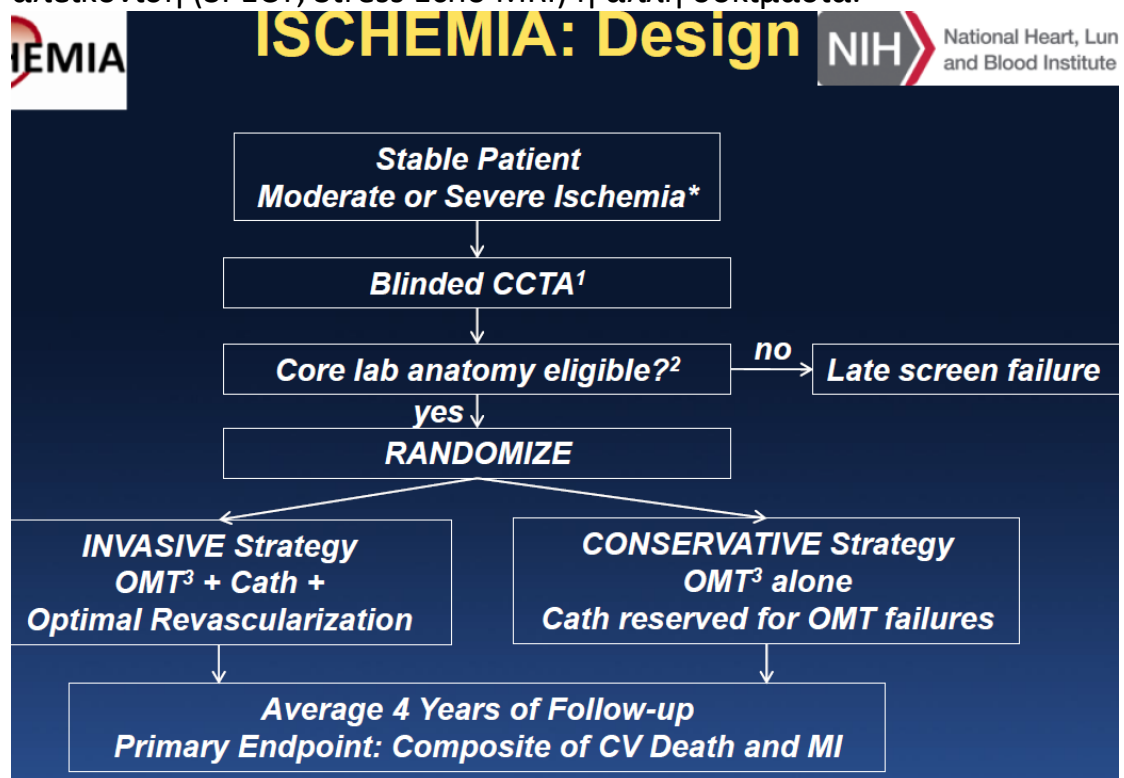 ISCHEMIA: Design
NIH
National Heart, Lun
and Blood Institute
Stable Patient
Moderate or Severe Ischemia*
Blinded CCTA¹
Core lab anatomy eligible?²
no
Late screen failure
yes
RANDOMIZE
INVASIVE Strategy
OMT³ + Cath +
Optimal Revascularization
CONSERVATIVE Strategy
OMT³ alone
Cath reserved for OMT failures
Average 4 Years of Follow-up
Primary Endpoint: Composite of CV Death and MI